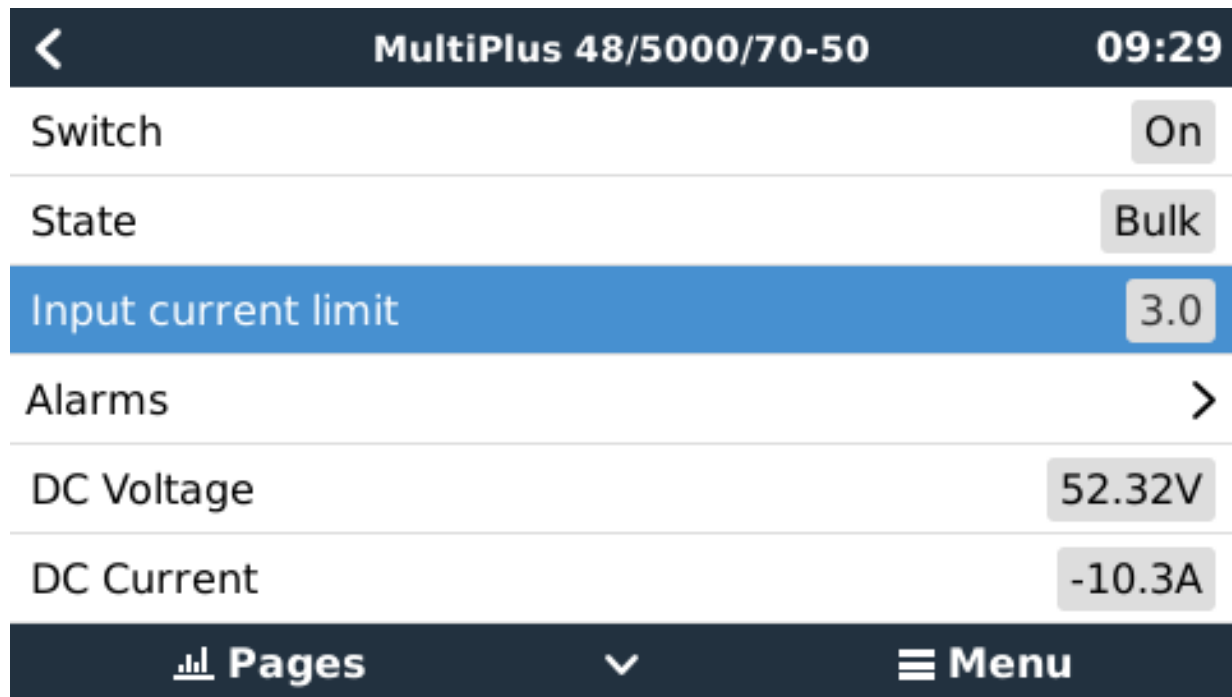 MultiPlus 48/5000/70-50 09:29
Switch On
State Bulk
Input current limit 3.0
Alarms
DC Voltage 52.32V
DC Current -10.3A
Pages Menu